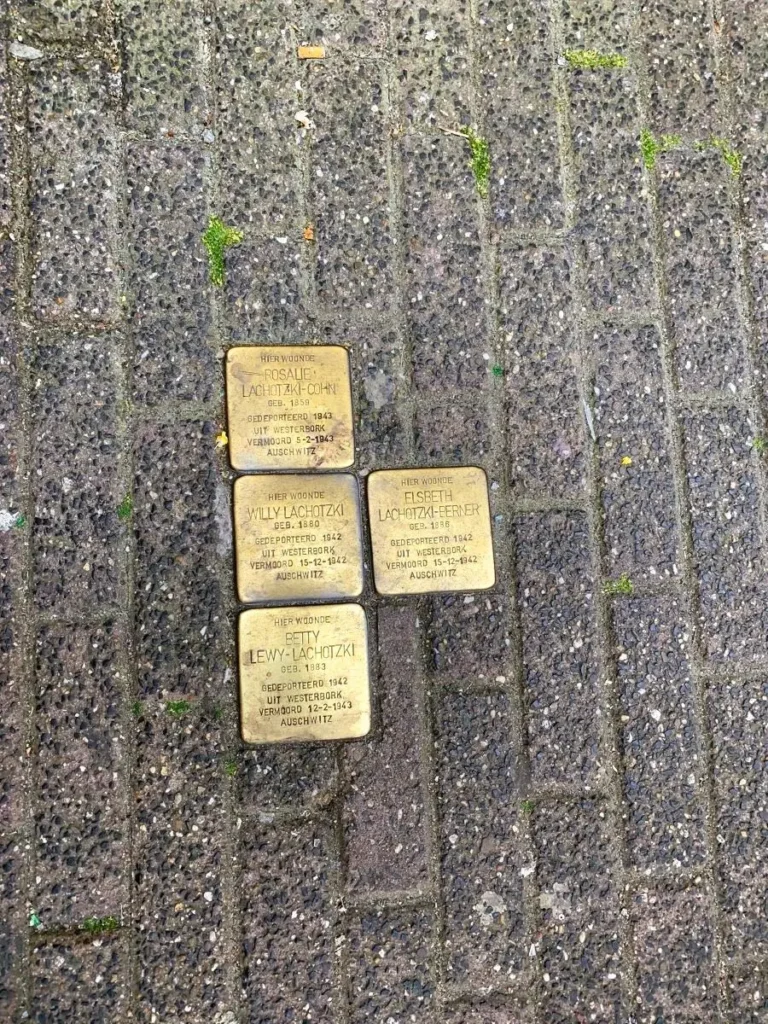 HIER WOONDE
ROSALIE
LACHOTZKI-COHN
GEB. 1859
GEDEPORTEERD 1943
UIT WESTERBORK
VERMOORD 5-2-1943
AUSCHWITZ
HIER WOONDE
WILLY LACHOTZKI
GEB. 1880
GEDEPORTEERD 1942
UIT WESTERBORK
VERMOORD 15-12-1942
AUSCHWITZ
HIER WOONDE
ELSBETH
LACHOTZKI-BERNER
GEB. 1898
GEDEPORTEERD 1942
UIT WESTERBORK
VERMOORD 15-12-1942
AUSCHWITZ
HIER WOONDE
BETTY
LEWY-LACHOTZKI
GEB. 1883
GEDEPORTEERD 1942
UIT WESTERBORK
VERMOORD 12-2-1943
AUSCHWITZ